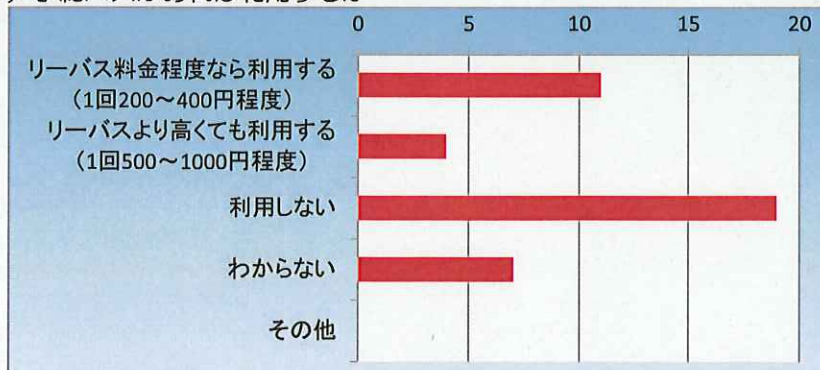 0 5 10 15 20
リーバス料金程度なら利用する
（1回200～400円程度）
リーバスより高くても利用する
（1回500～1000円程度）
利用しない
わからない
その他